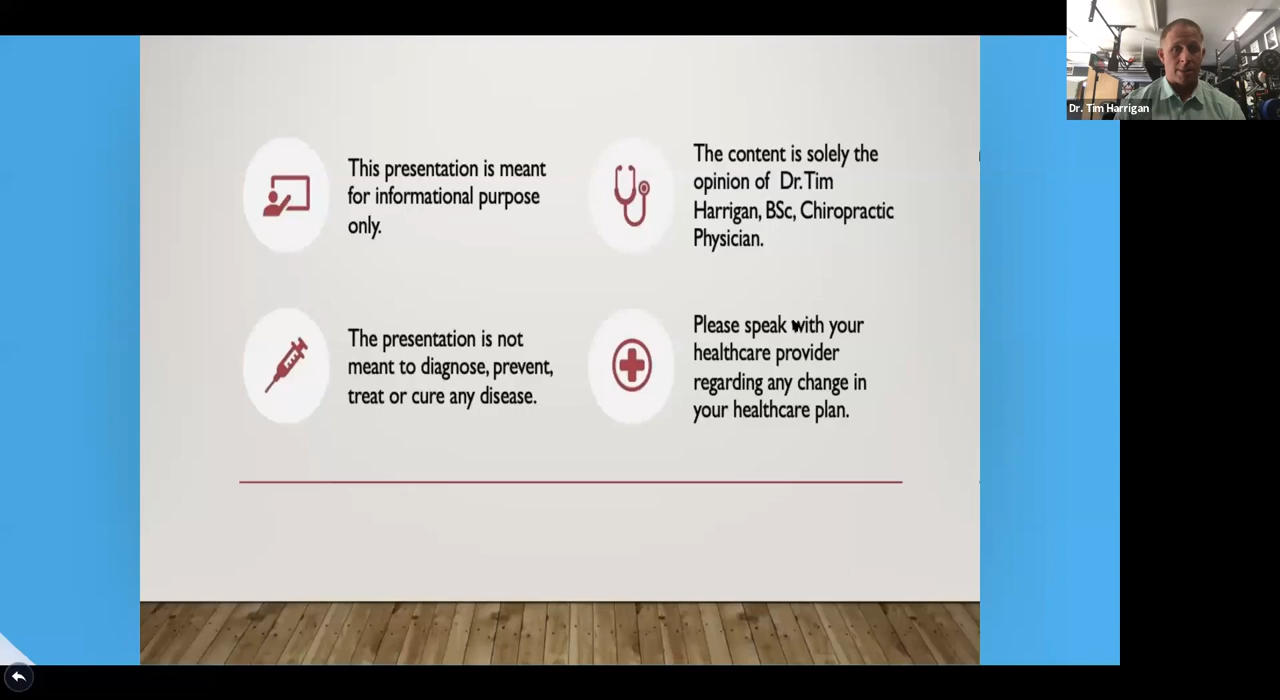 Dr. Tim Harrigan
This presentation is meant
for informational purpose
only.
The content is solely the
opinion of Dr. Tim
Harrigan, BSc, Chiropractic
Physician.
The presentation is not
meant to diagnose, prevent,
treat or cure any disease.
Please speak with your
healthcare provider
regarding any change in
your healthcare plan.